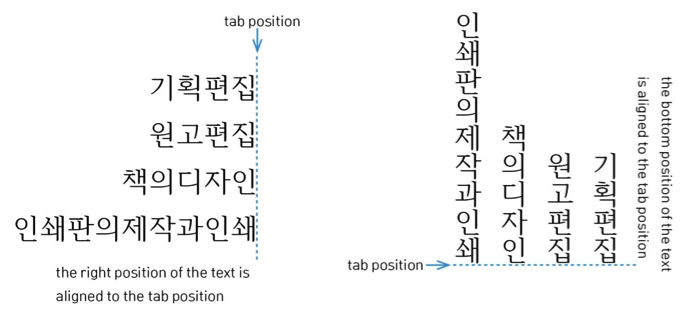 tab position
기획편집
원고편집
책의디자인
인쇄판의제작과인쇄
the right position of the text is
aligned to the tab position
기획편집
원고편집
책의디자인
인쇄판의제작과인쇄
tab position
the bottom position of the text
is aligned to the tab position